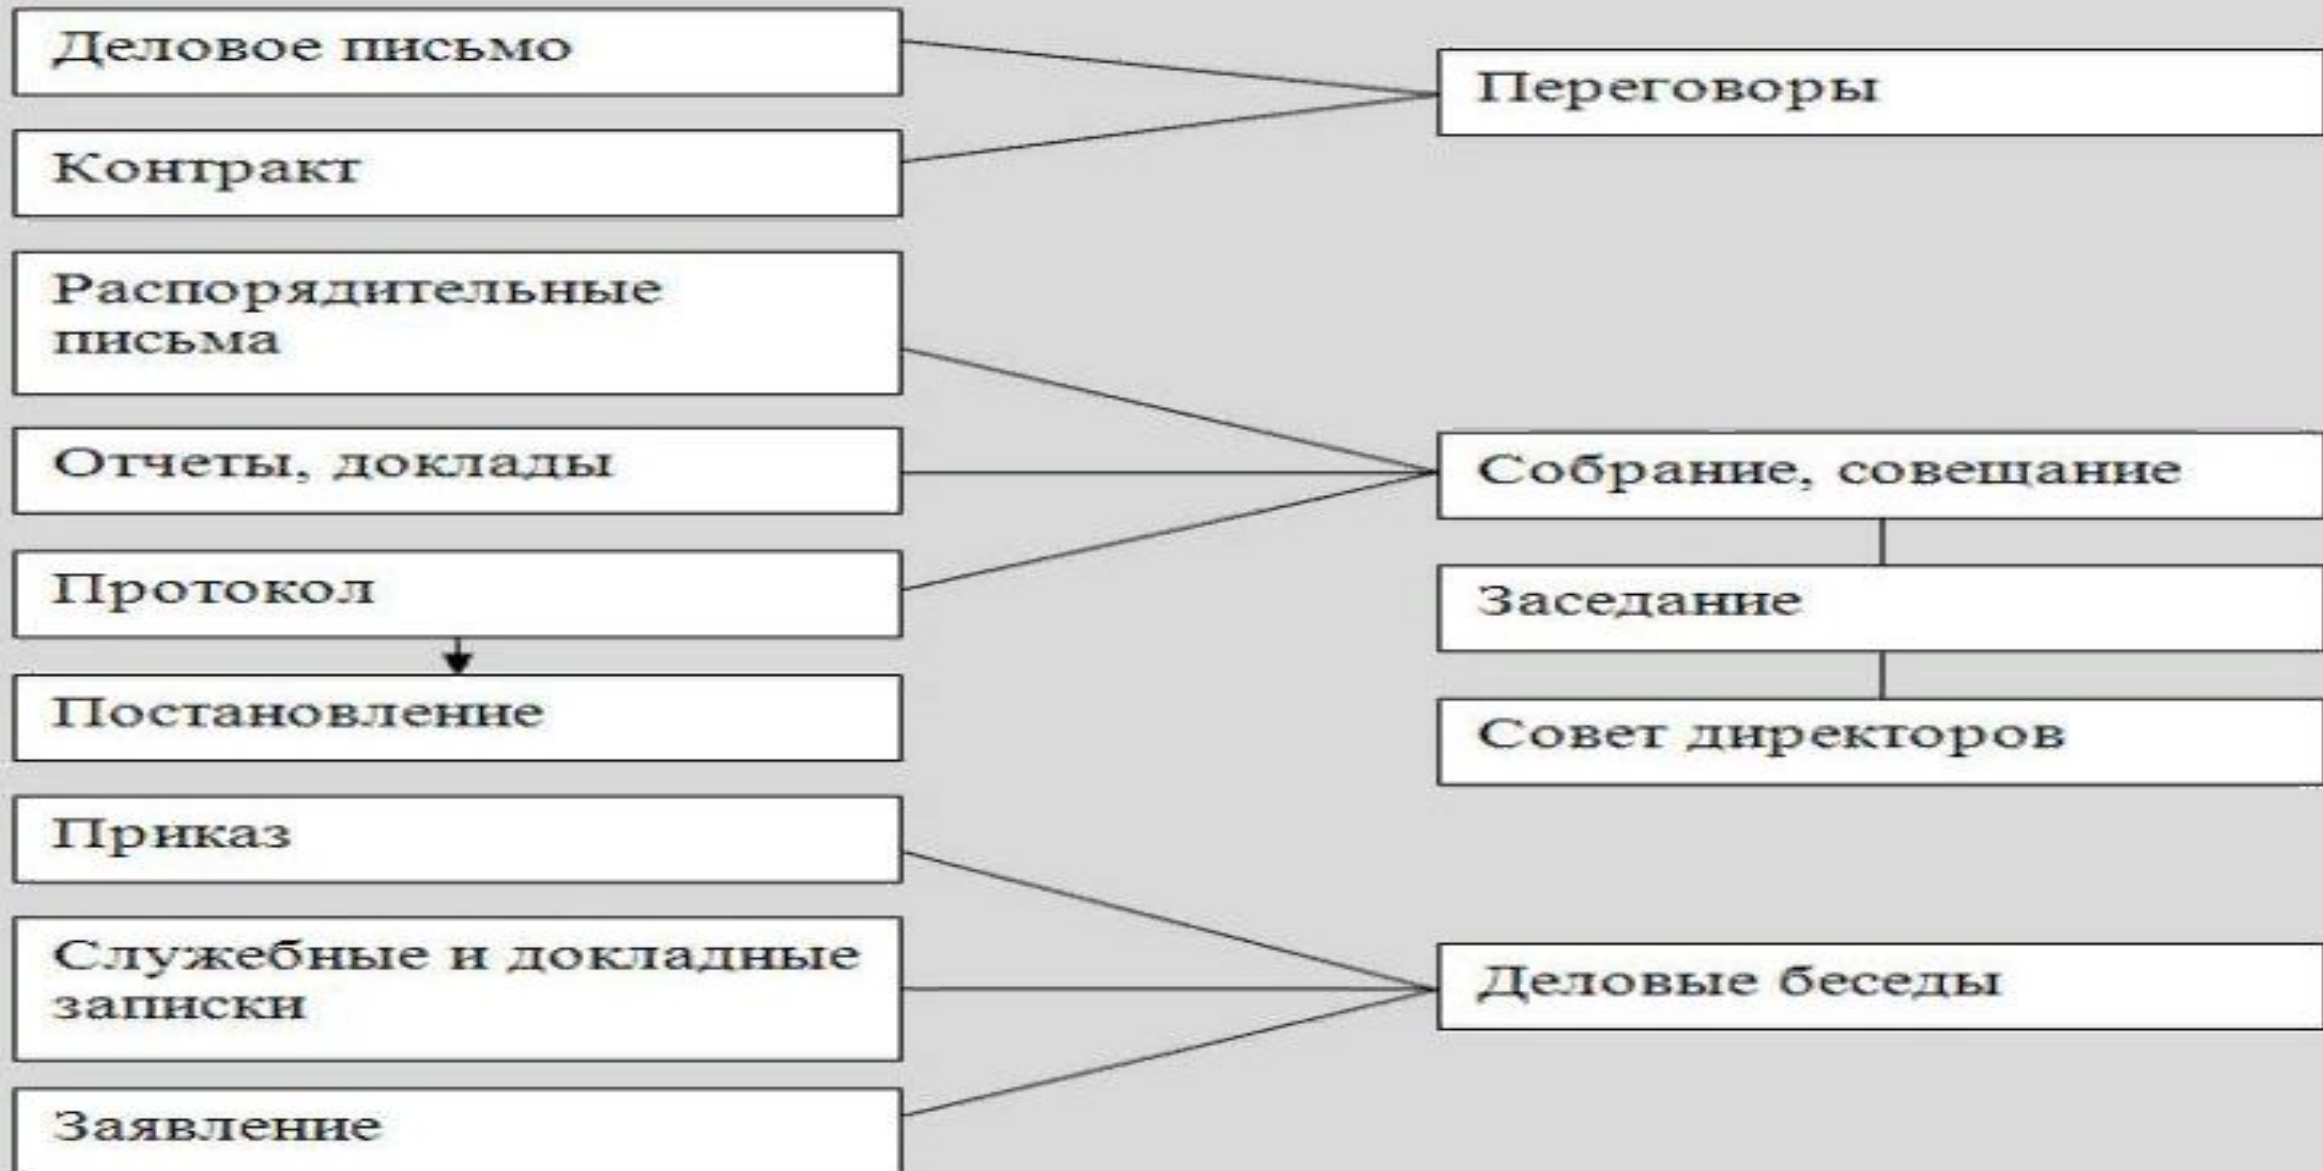 Деловое письмо
Контракт
Распорядительные
письма
Отчеты, доклады
Протокол
Постановление
Приказ
Служебные и докладные
записки
Заявление
Переговоры
Собрание, совещание
Заседание
Совет директоров
Деловые беседы